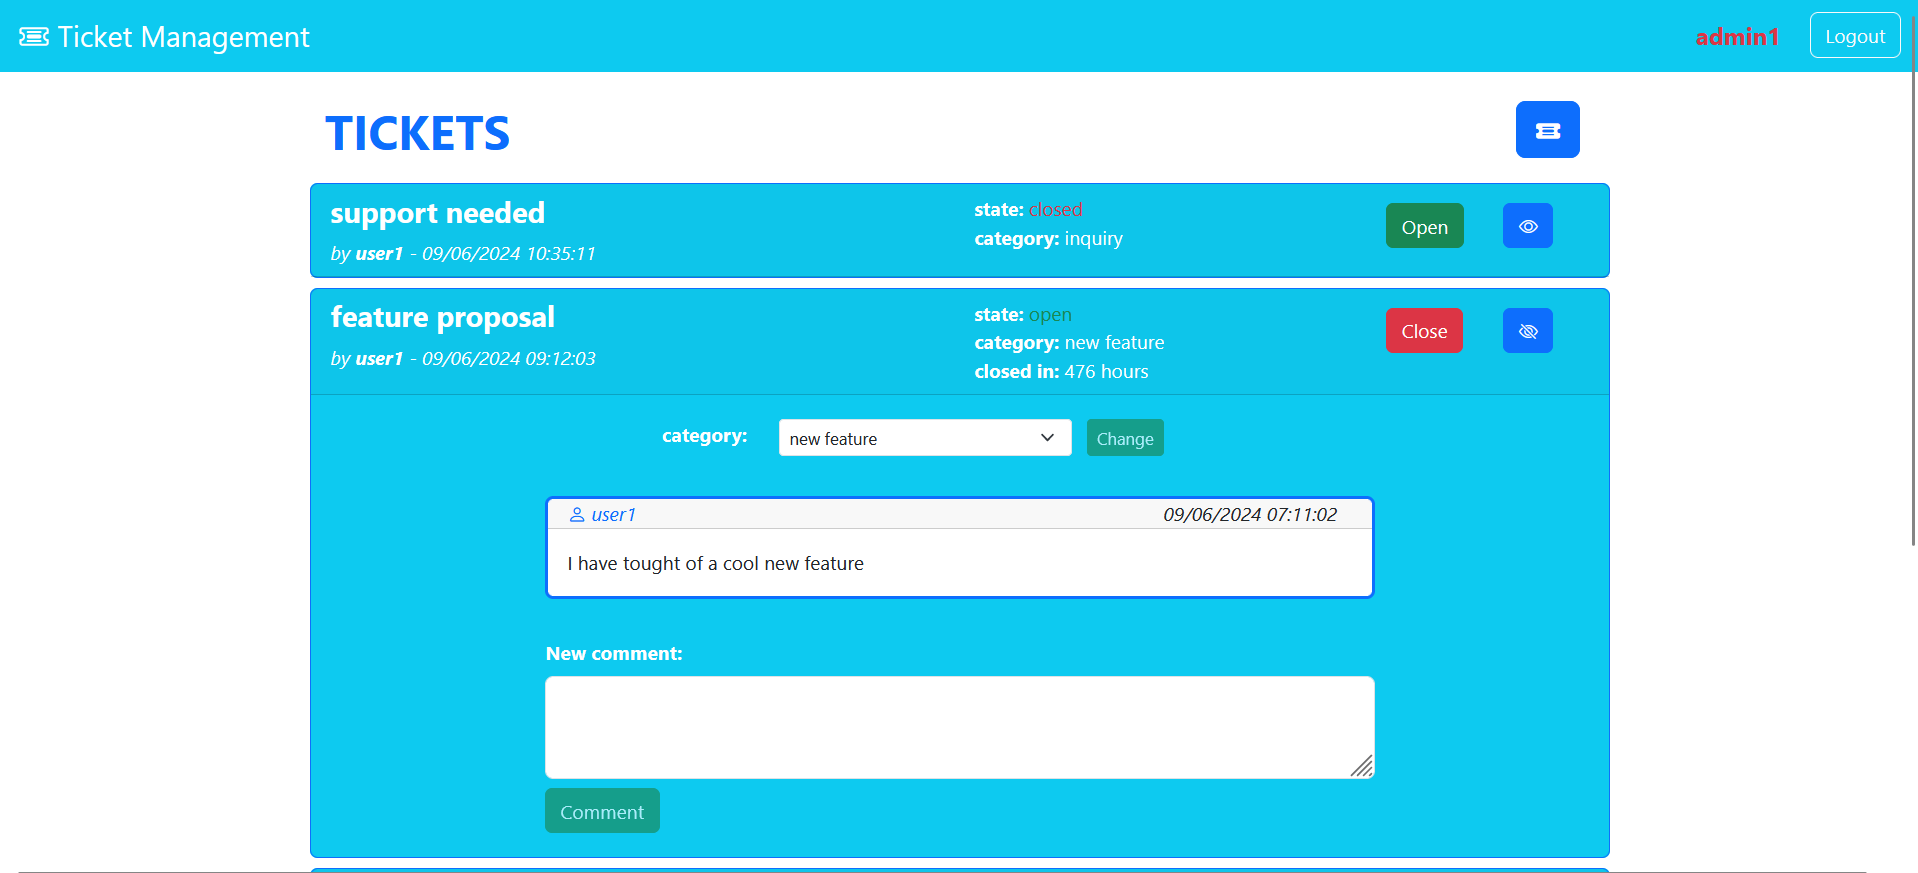 Ticket Management
admin1
Logout
TICKETS
support needed
by user1 - 09/06/2024 10:35:11
state: closed
category: inquiry
Open
feature proposal
by user1 - 09/06/2024 09:12:03
state: open
category: new feature
closed in: 476 hours
Close
category:
new feature
Change
user1
09/06/2024 07:11:02
I have tought of a cool new feature
New comment:
Comment